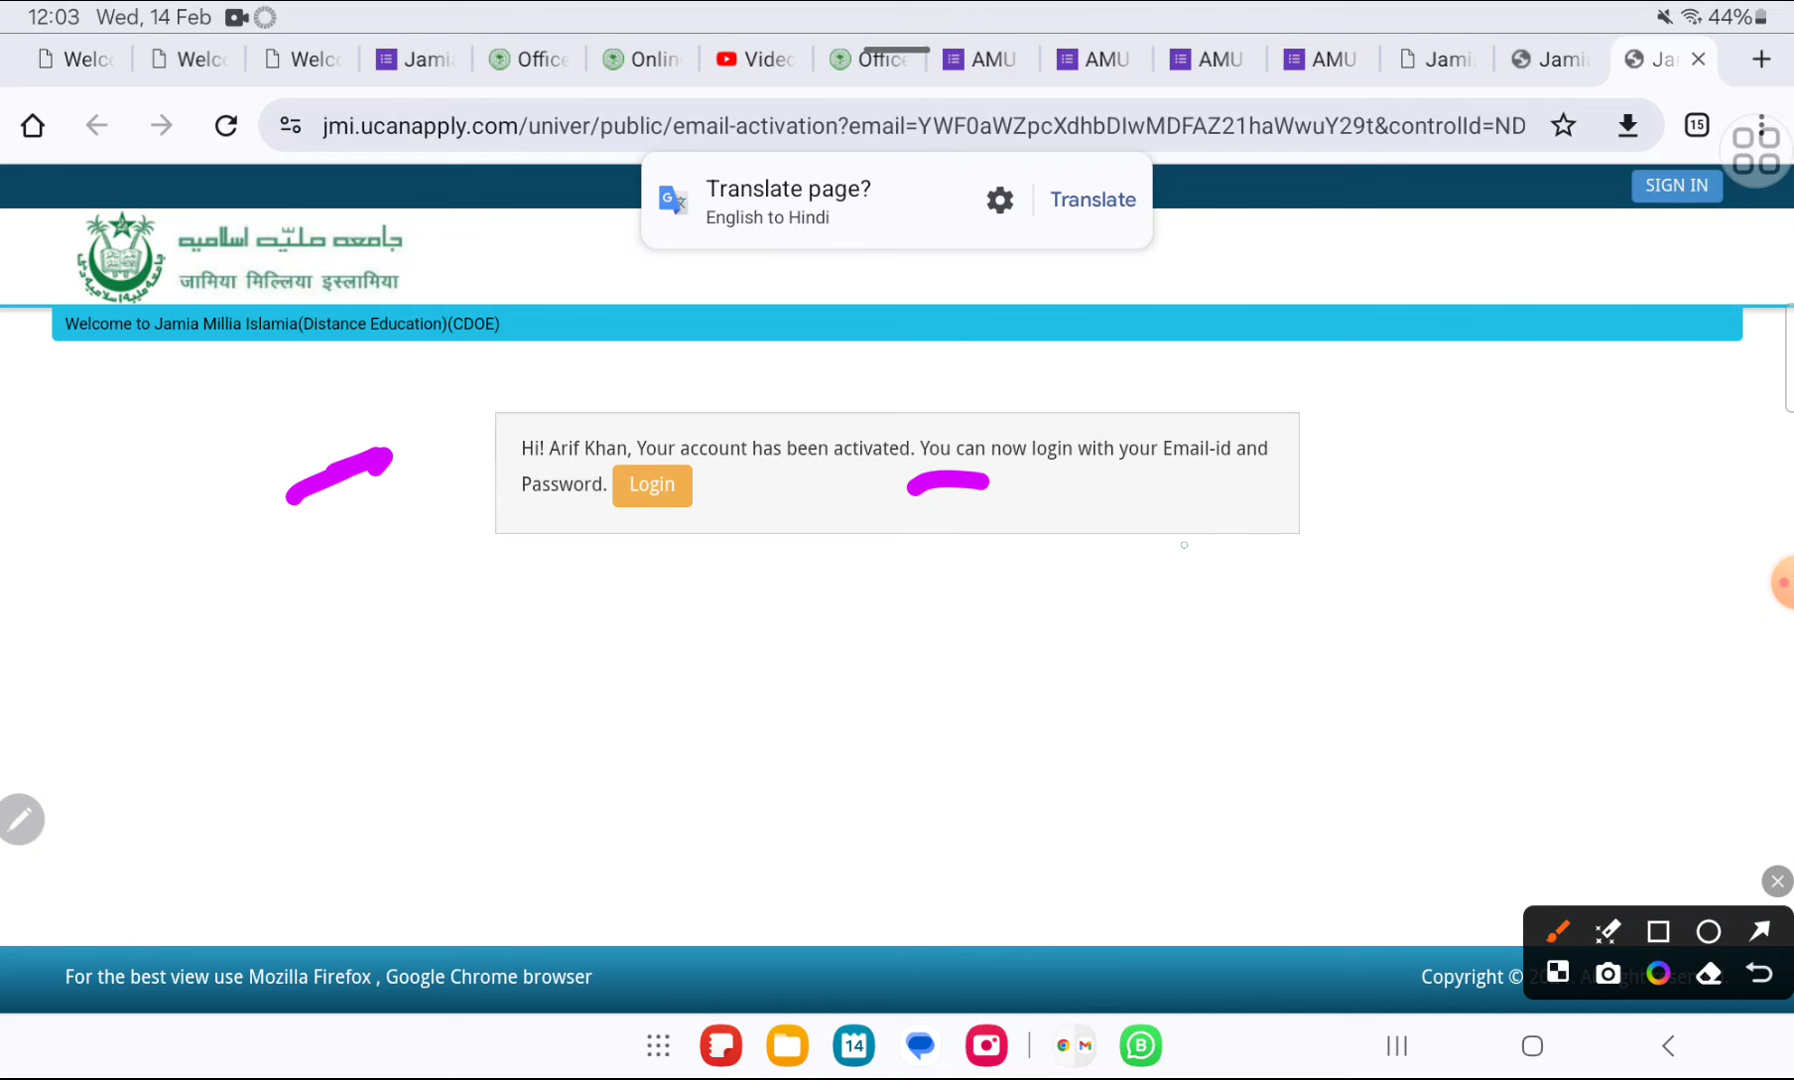 12:03 Wed, 14 Feb 44%
Welc Welc Welc Jami Office Onlin Video Office AMU AMU AMU AMU Jami Jami Ja
jmi.ucanapply.com/univer/public/email-activation?email=YWF0aWZpcXdhbDIwMDFAZ21haWwuY29t&controlId=ND 15
Translate page?
English to Hindi
Translate
SIGN IN
جامعه ملیّه اسلامیه
जामिया मिल्लिया इस्लामिया
Welcome to Jamia Millia Islamia(Distance Education)(CDOE)
Hi! Arif Khan, Your account has been activated. You can now login with your Email-id and
Password. Login
For the best view use Mozilla Firefox , Google Chrome browser
Copyright ©
14